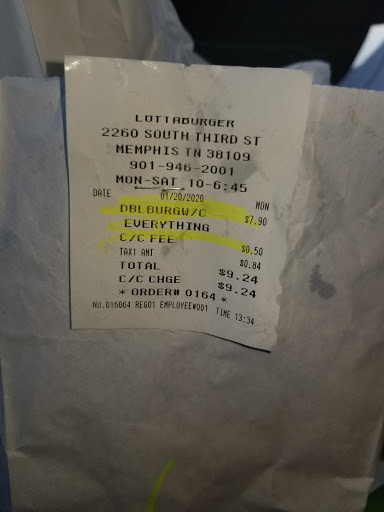 LOTTABURGER
2260 SOUTH THIRD ST
MEMPHIS TN 38109
901-946-2001
MON-SAT 10-6:45
DATE 01/20/2020 MON
DBLBURGW/C $7.90
EVERYTHING
C/C FEE $0.50
TAX1 AMT $0.84
TOTAL $9.24
C/C CHGE $9.24
* ORDER# 0164 *
NO.016064 REG01 EMPLOYEE#001 TIME 13:34